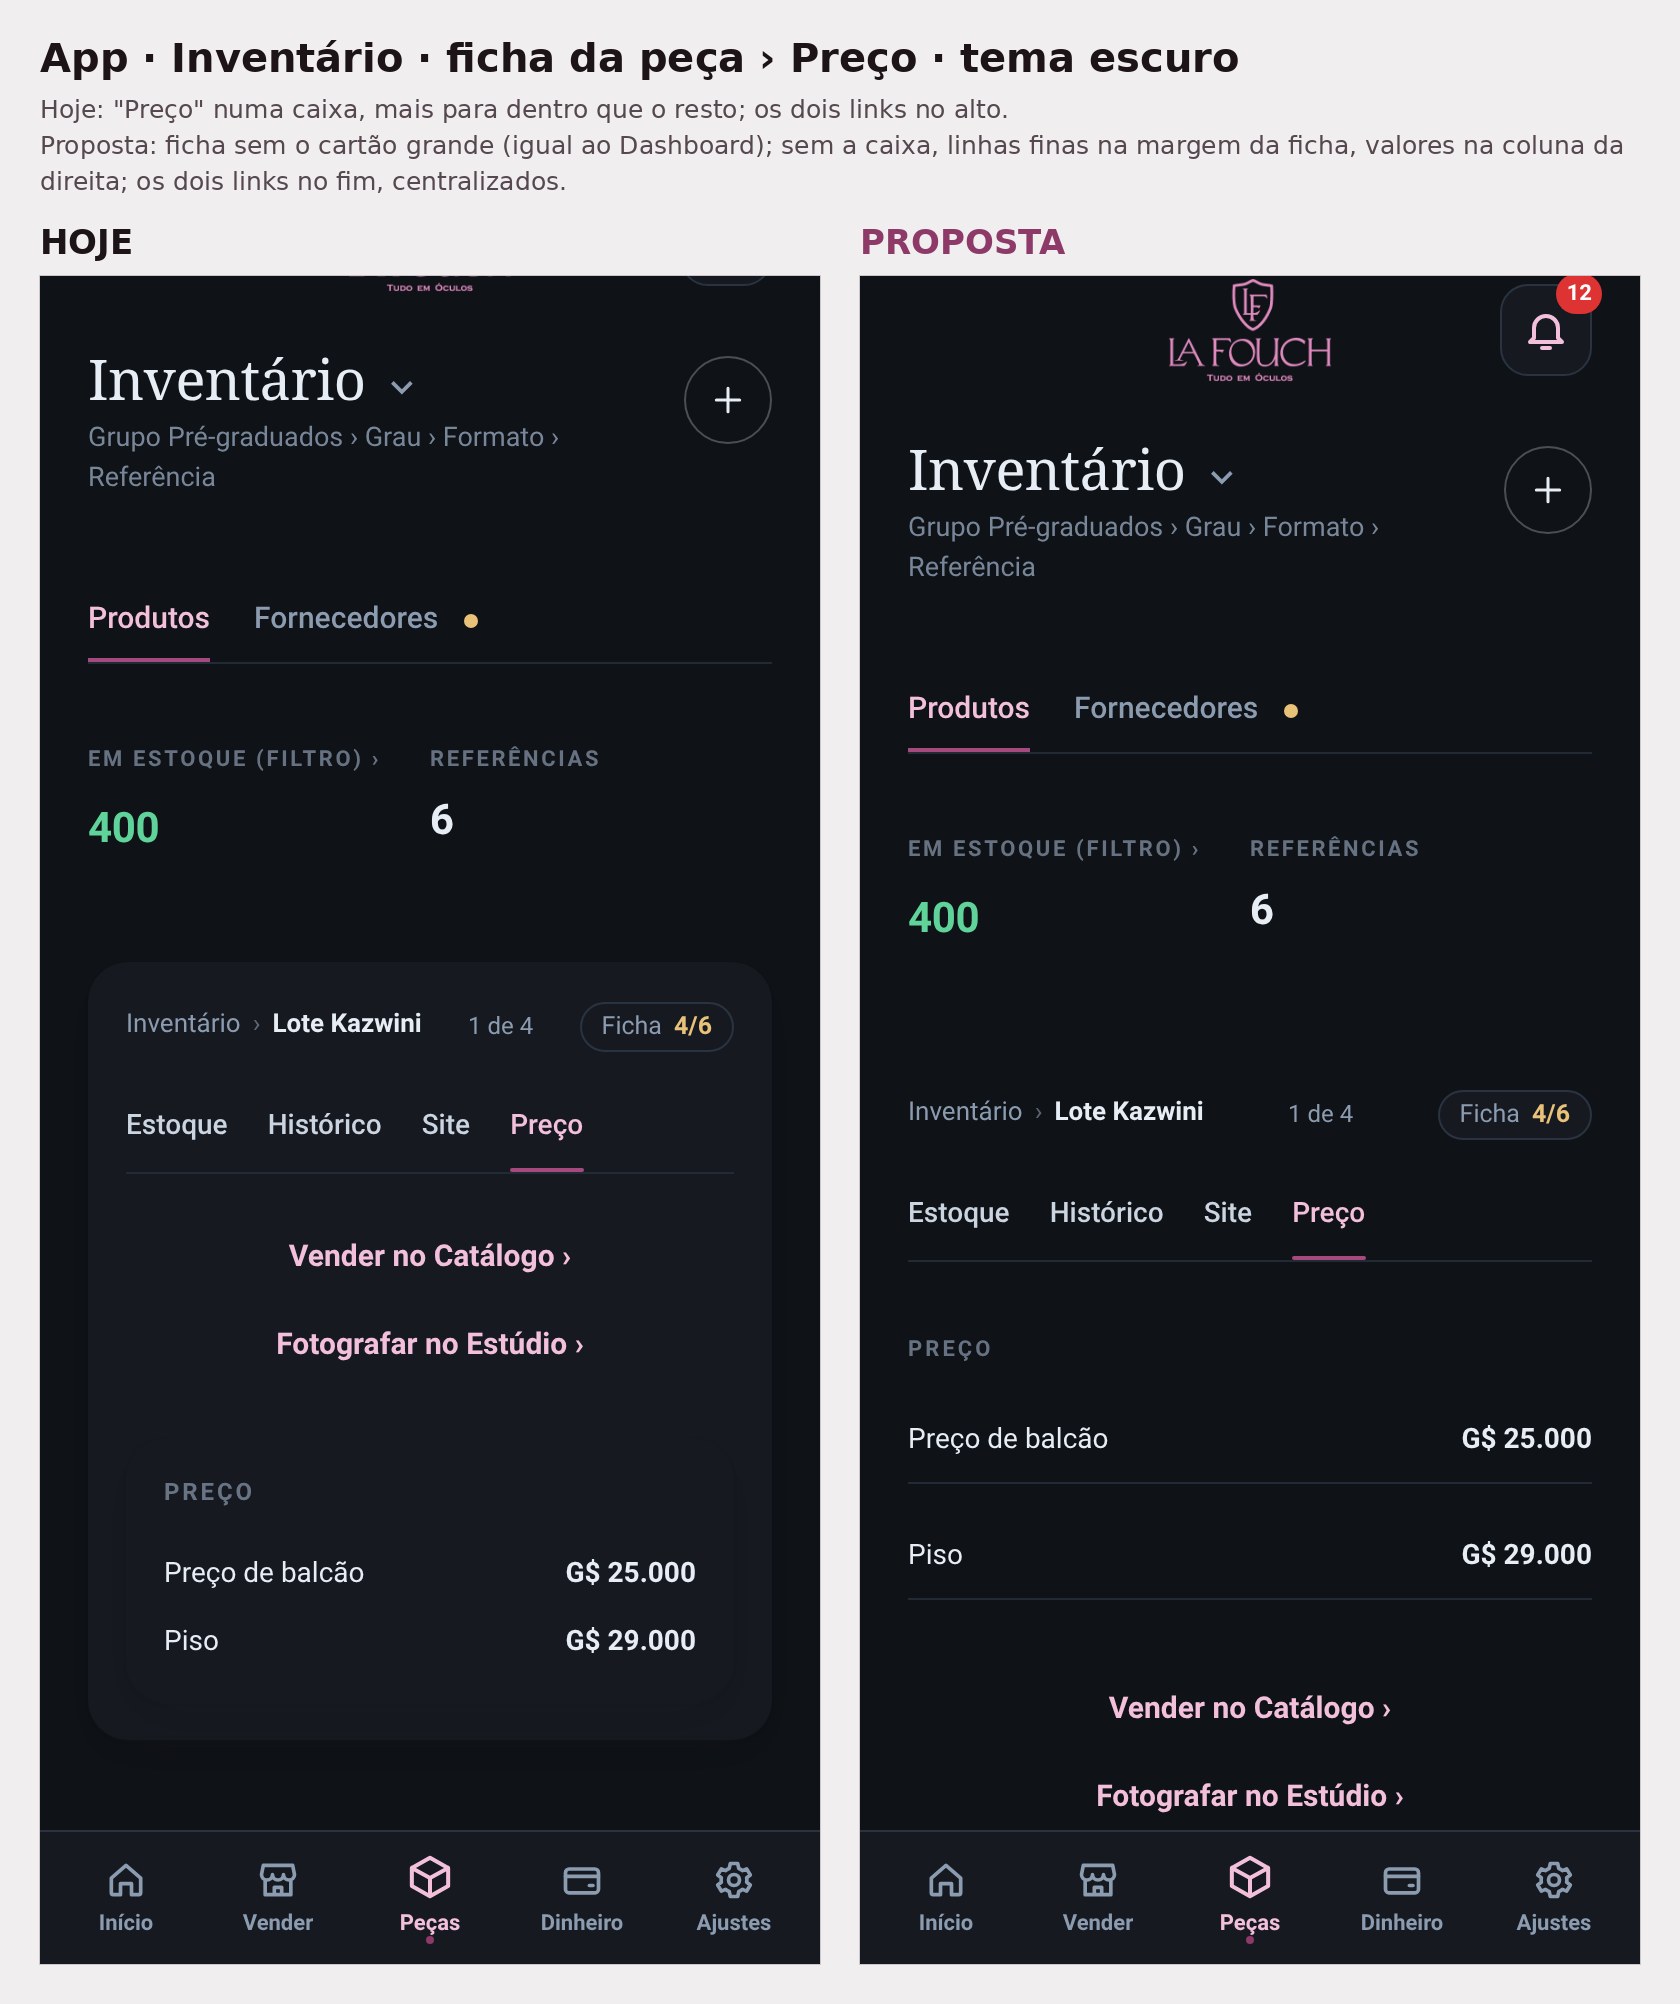 App · Inventário · ficha da peça › Preço · tema escuro
Hoje: "Preço" numa caixa, mais para dentro que o resto; os dois links no alto.
Proposta: ficha sem o cartão grande (igual ao Dashboard); sem a caixa, linhas finas na margem da ficha, valores na coluna da
direita; os dois links no fim, centralizados.
HOJE
TUDO EM ÓCULOS
Inventário
Grupo Pré-graduados › Grau › Formato ›
Referência
Produtos Fornecedores
EM ESTOQUE (FILTRO) › REFERÊNCIAS
400 6
Inventário › Lote Kazwini 1 de 4 Ficha 4/6
Estoque Histórico Site Preço
Vender no Catálogo ›
Fotografar no Estúdio ›
PREÇO
Preço de balcão G$ 25.000
Piso G$ 29.000
Início Vender Peças Dinheiro Ajustes
PROPOSTA
12
LF
LA FOUCH
TUDO EM ÓCULOS
Inventário
Grupo Pré-graduados › Grau › Formato ›
Referência
Produtos Fornecedores
EM ESTOQUE (FILTRO) › REFERÊNCIAS
400 6
Inventário › Lote Kazwini 1 de 4 Ficha 4/6
Estoque Histórico Site Preço
PREÇO
Preço de balcão G$ 25.000
Piso G$ 29.000
Vender no Catálogo ›
Fotografar no Estúdio ›
Início Vender Peças Dinheiro Ajustes